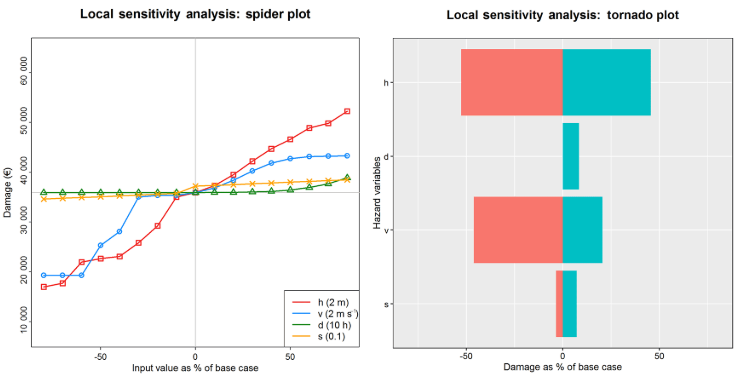 Local sensitivity analysis: spider plot
Damage (€)
60 000
50 000
40 000
30 000
20 000
10 000
-50
0
50
Input value as % of base case
h (2 m)
v (2 m s⁻¹)
d (10 h)
s (0.1)
Local sensitivity analysis: tornado plot
Hazard variables
h
d
v
s
-50
0
50
Damage as % of base case